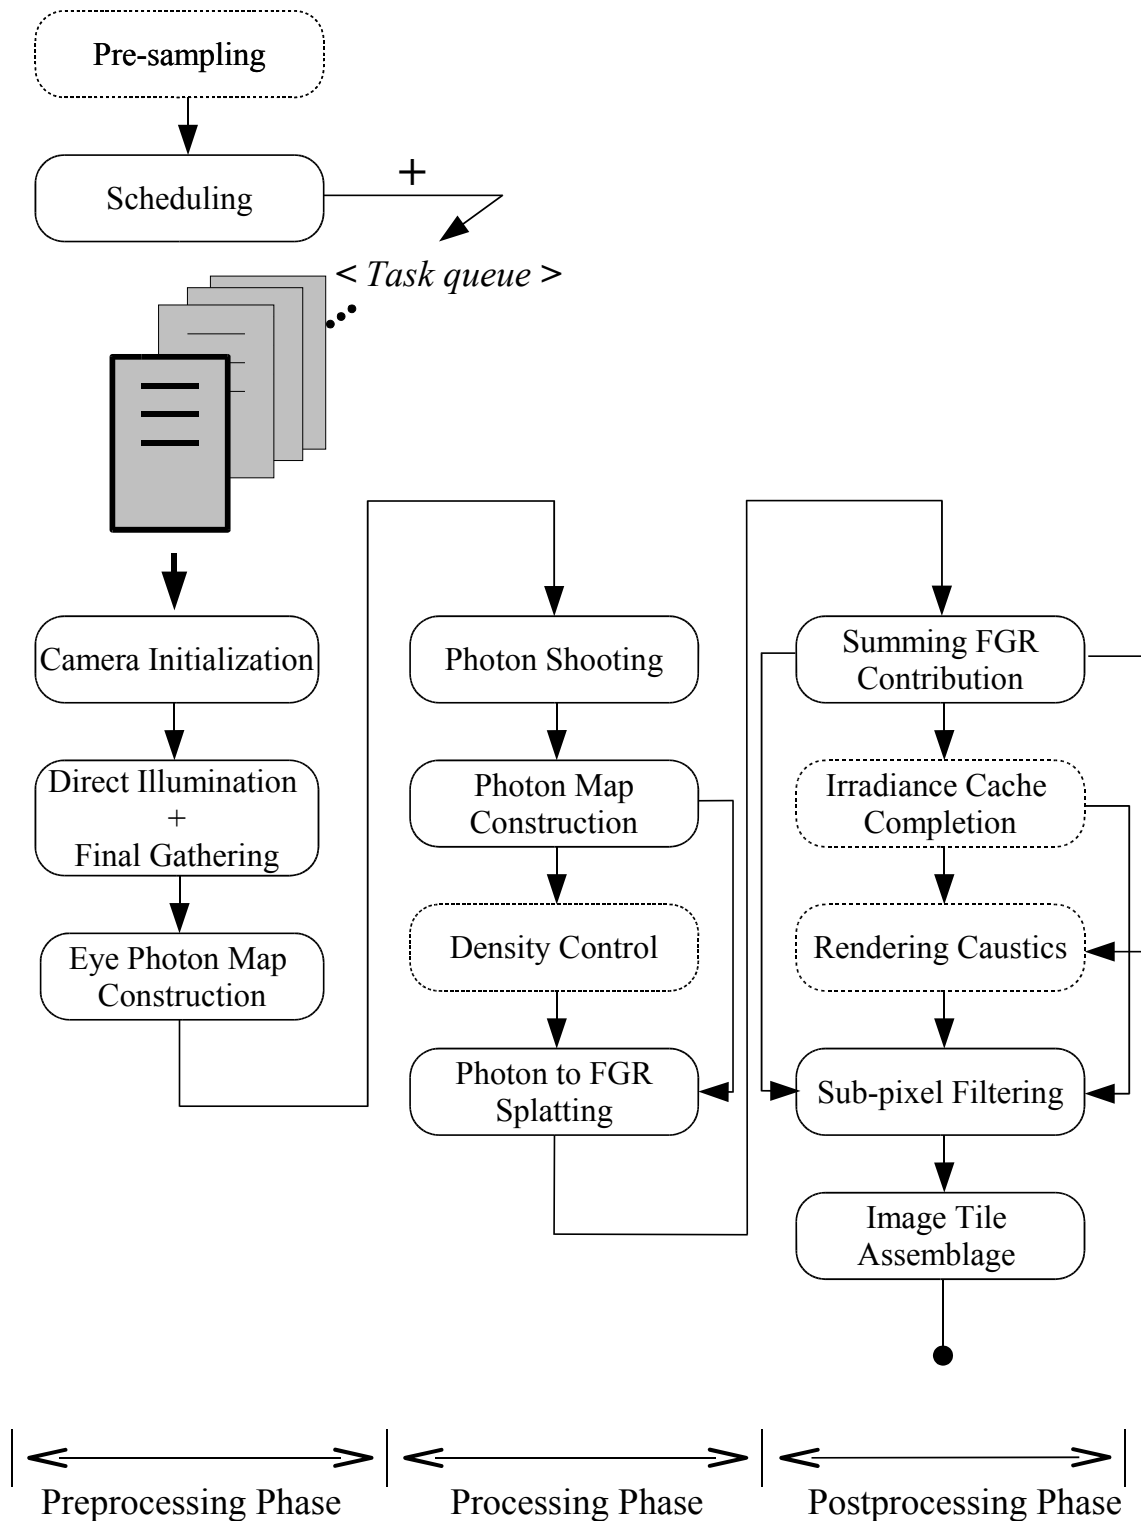 Pre-sampling
Scheduling
+
< Task queue >
Camera Initialization
Direct Illumination
+
Final Gathering
Eye Photon Map
Construction
Photon Shooting
Photon Map
Construction
Density Control
Photon to FGR
Splatting
Summing FGR
Contribution
Irradiance Cache
Completion
Rendering Caustics
Sub-pixel Filtering
Image Tile
Assemblage
Preprocessing Phase
Processing Phase
Postprocessing Phase